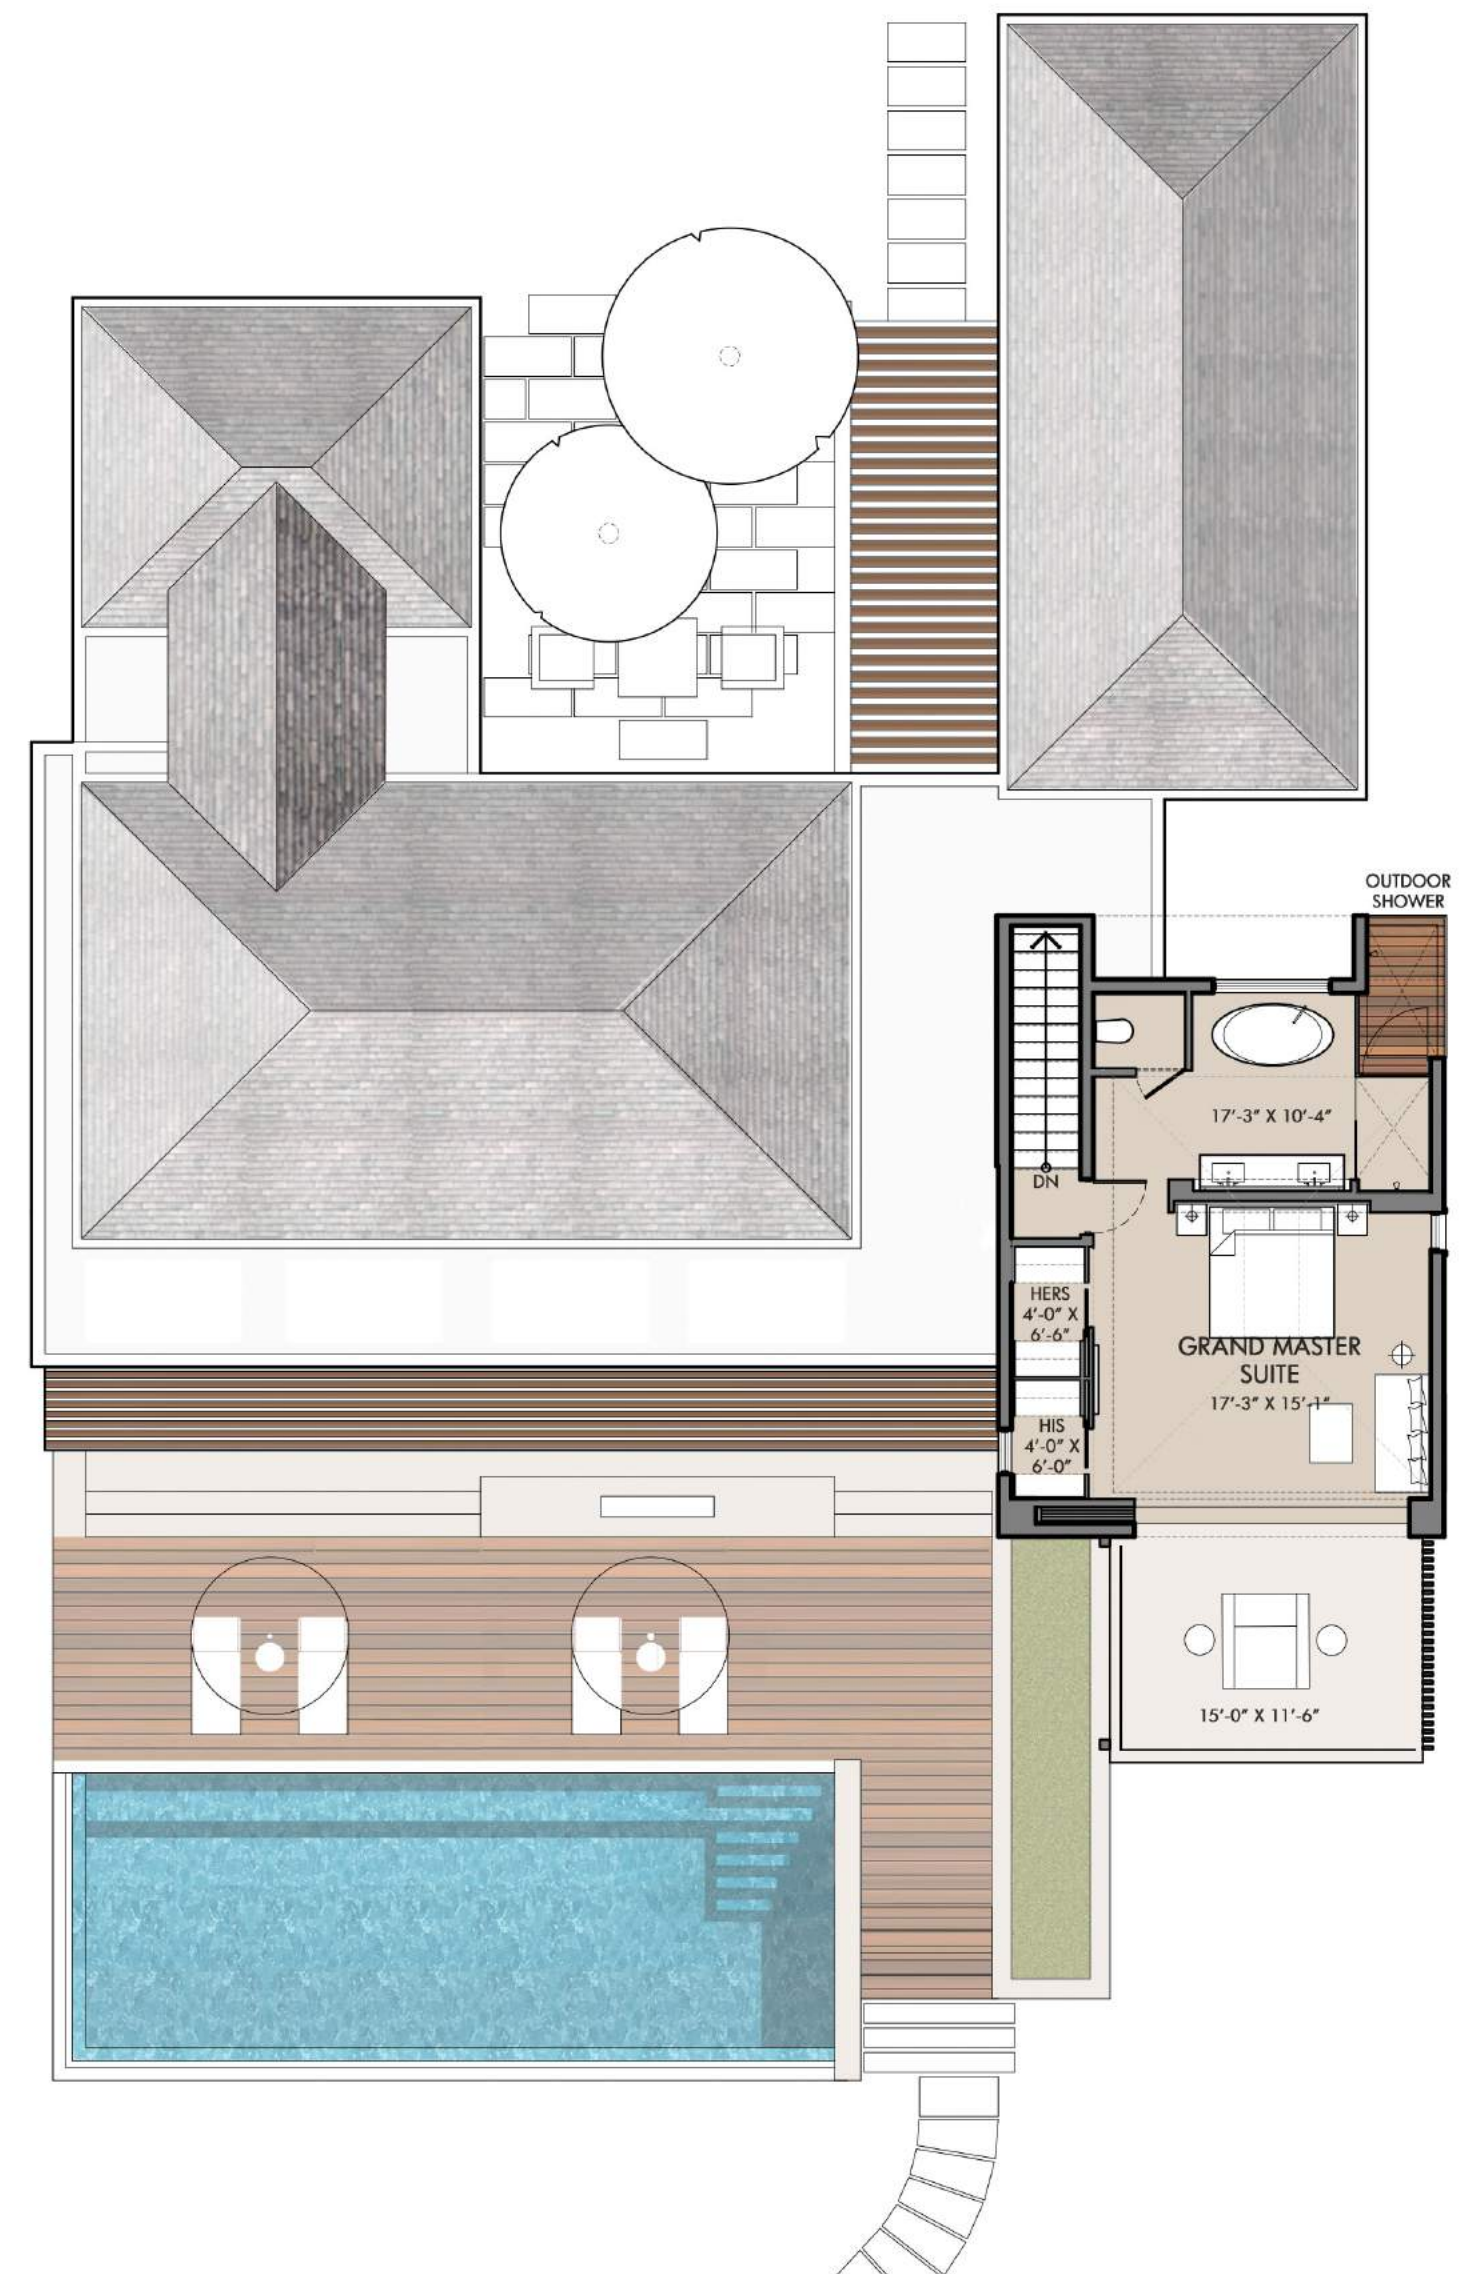 OUTDOOR
SHOWER
17'-3" X 10'-4"
DN
HERS
4'-0" X
6'-6"
GRAND MASTER
SUITE
17'-3" X 15'-1"
HIS
4'-0" X
6'-0"
15'-0" X 11'-6"